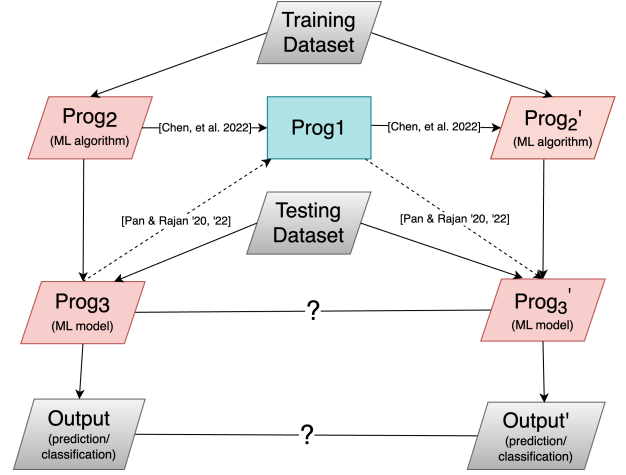 Training
Dataset
Prog2
(ML algorithm)
[Chen, et al. 2022]
Prog1
[Chen, et al. 2022]
Prog2'
(ML algorithm)
[Pan & Rajan '20, '22]
Testing
Dataset
[Pan & Rajan '20, '22]
Prog3
(ML model)
?
Prog3'
(ML model)
Output
(prediction/
classification)
?
Output'
(prediction/
classification)